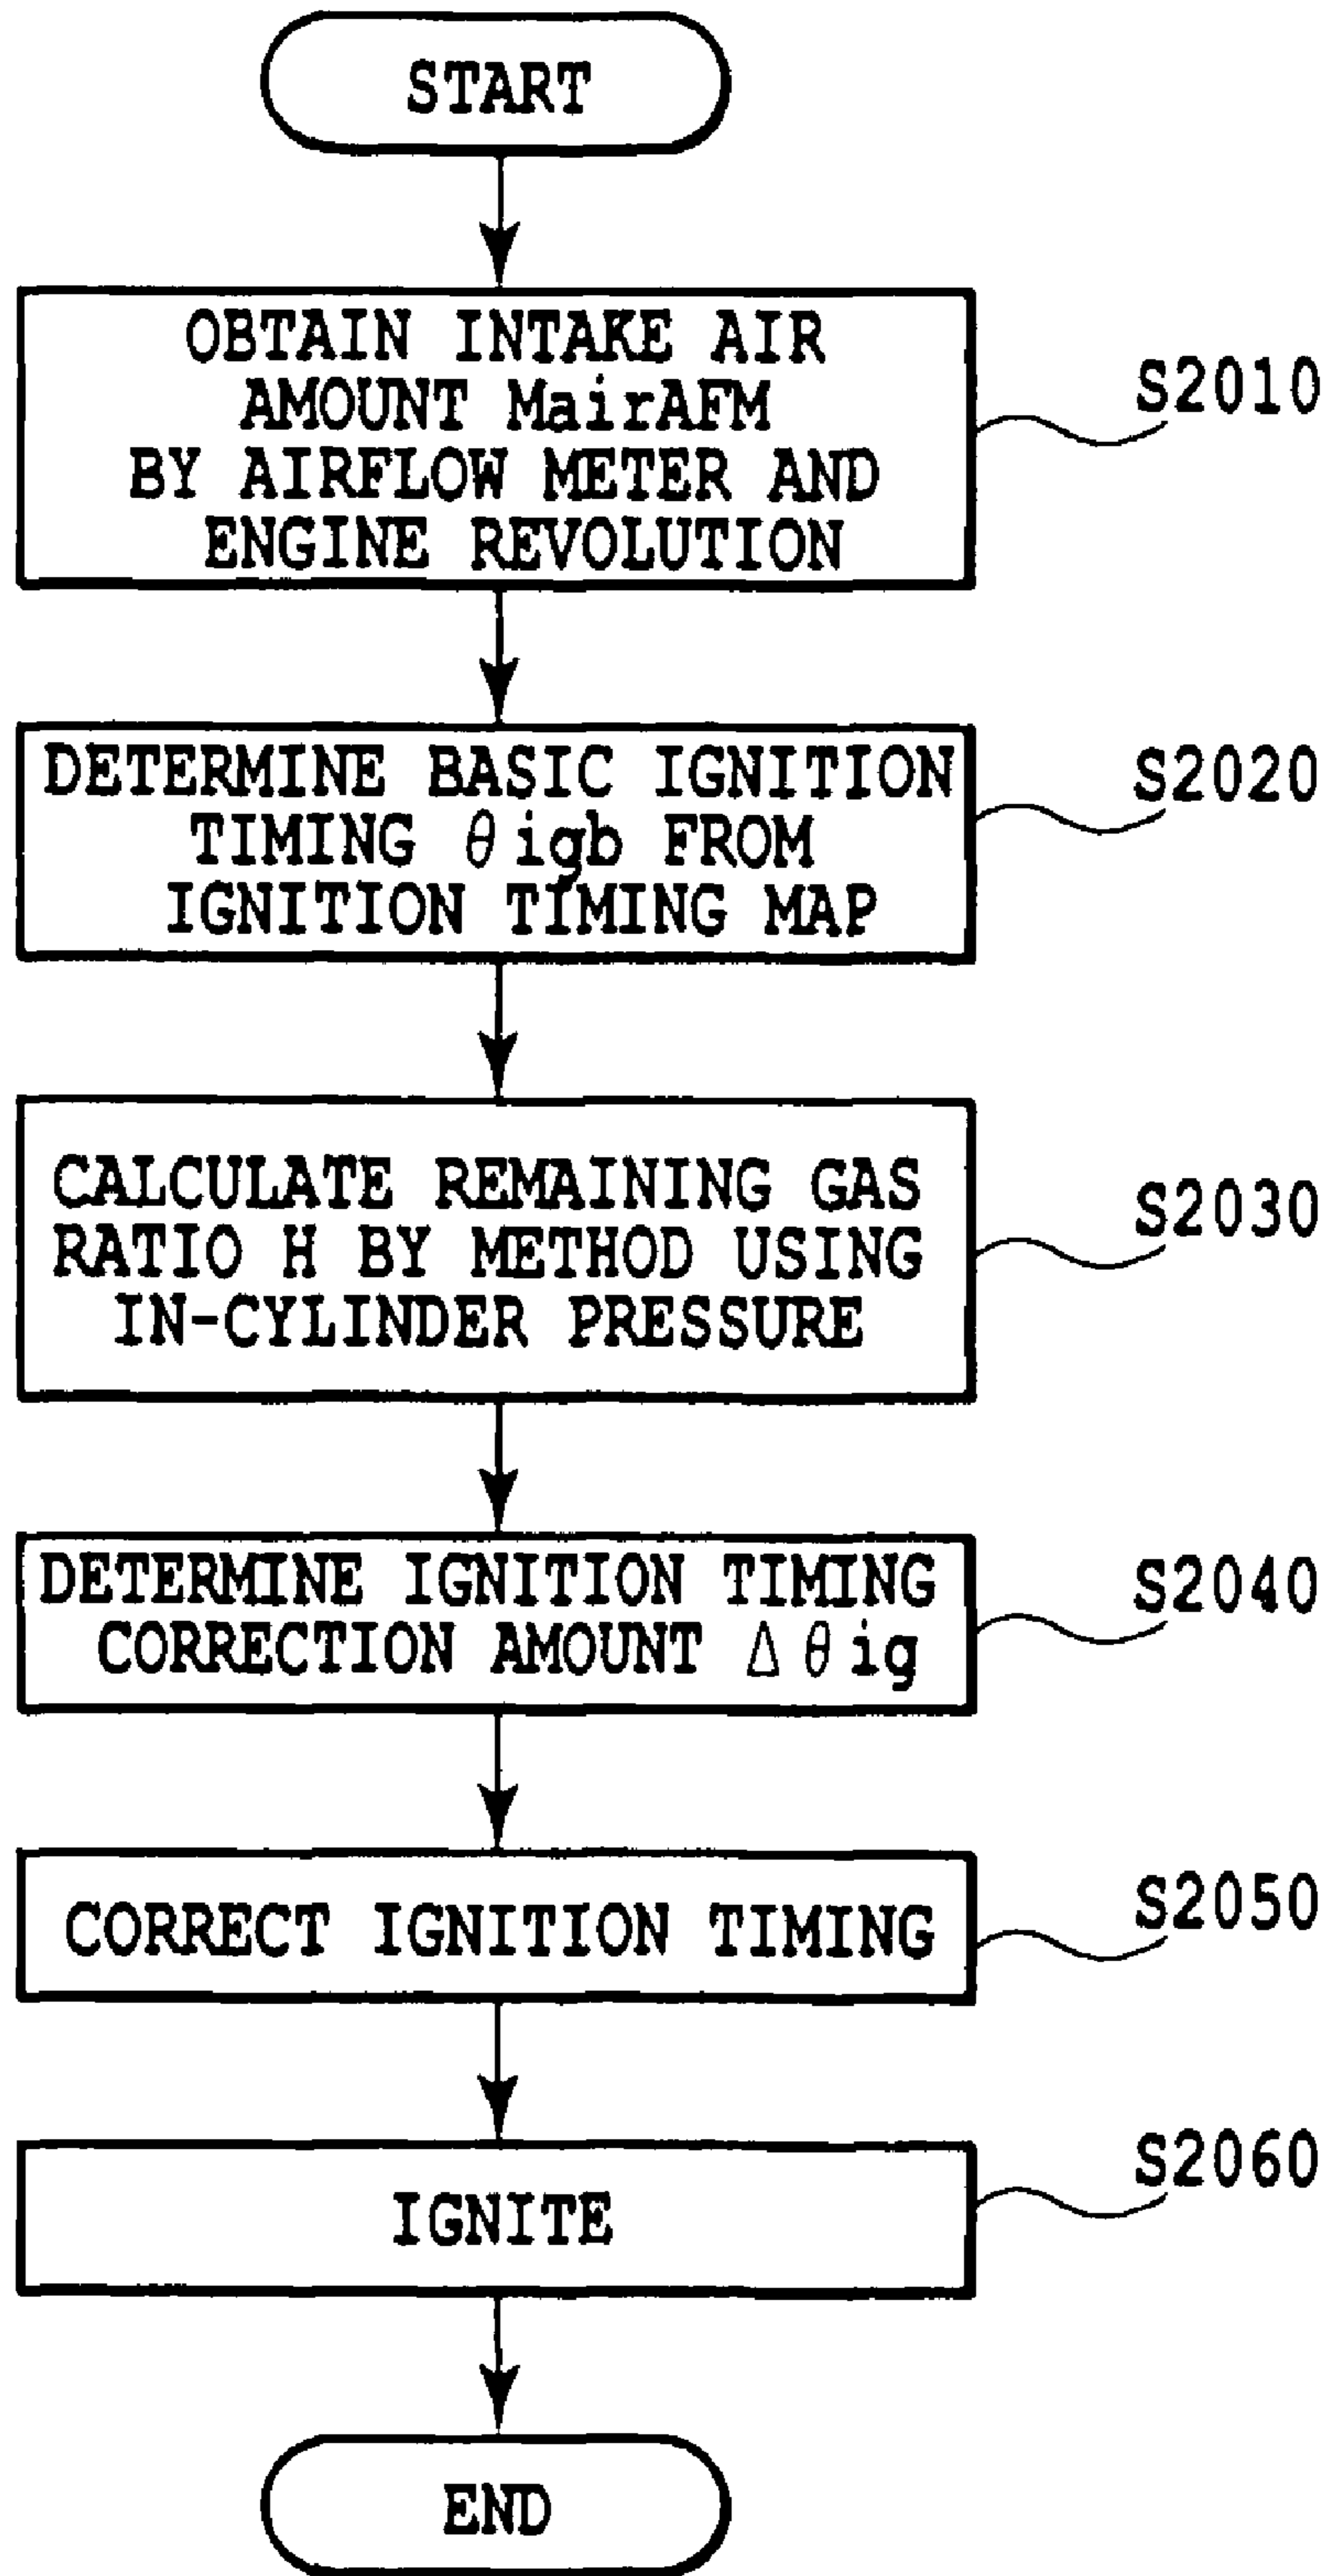 START
OBTAIN INTAKE AIR
AMOUNT MairAFM
BY AIRFLOW METER AND
ENGINE REVOLUTION
S2010
DETERMINE BASIC IGNITION
TIMING θigb FROM
IGNITION TIMING MAP
S2020
CALCULATE REMAINING GAS
RATIO H BY METHOD USING
IN-CYLINDER PRESSURE
S2030
DETERMINE IGNITION TIMING
CORRECTION AMOUNT Δθig
S2040
CORRECT IGNITION TIMING
S2050
IGNITE
S2060
END